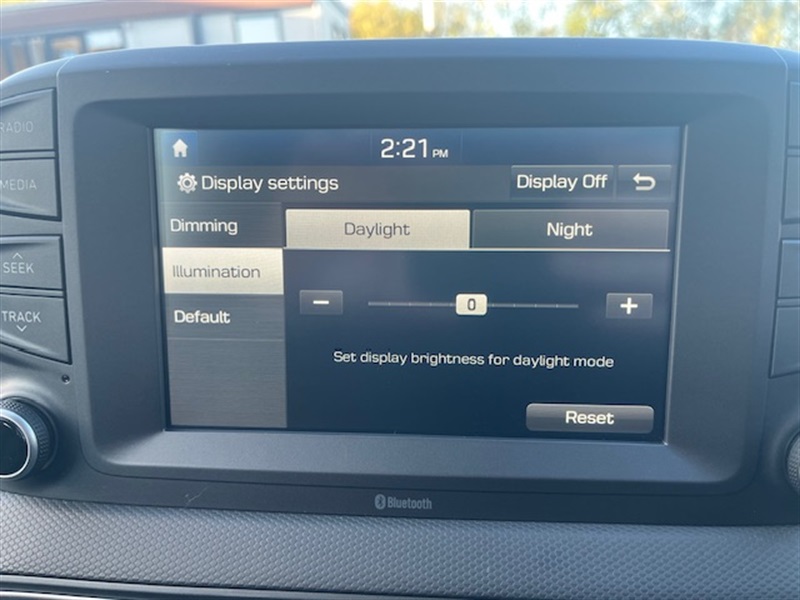 RADIO
MEDIA
SEEK
TRACK
2:21 PM
Display settings
Display Off
Dimming
Daylight
Night
Illumination
Default
−
0
+
Set display brightness for daylight mode
Reset
Bluetooth